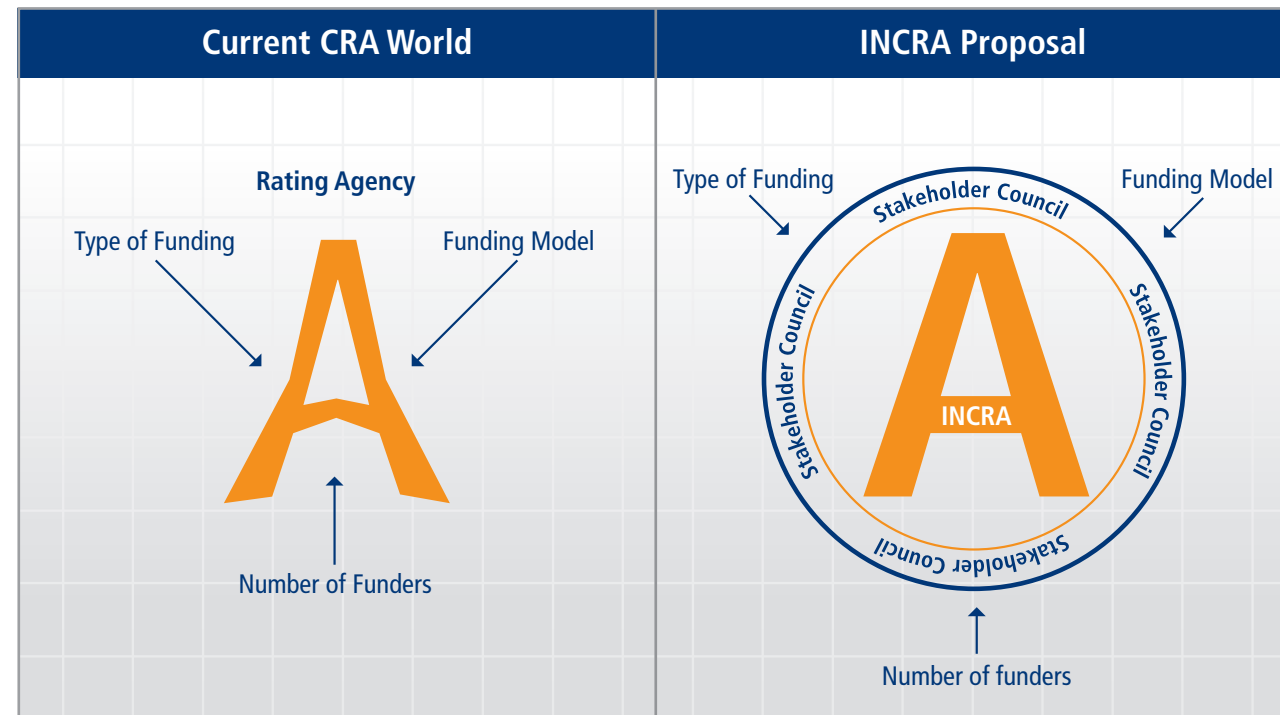 Current CRA World
INCRA Proposal
Rating Agency
Type of Funding
Funding Model
A
Number of Funders
Type of Funding
Funding Model
Stakeholder Council
Stakeholder Council
Stakeholder Council
Stakeholder Council
A
INCRA
Number of funders